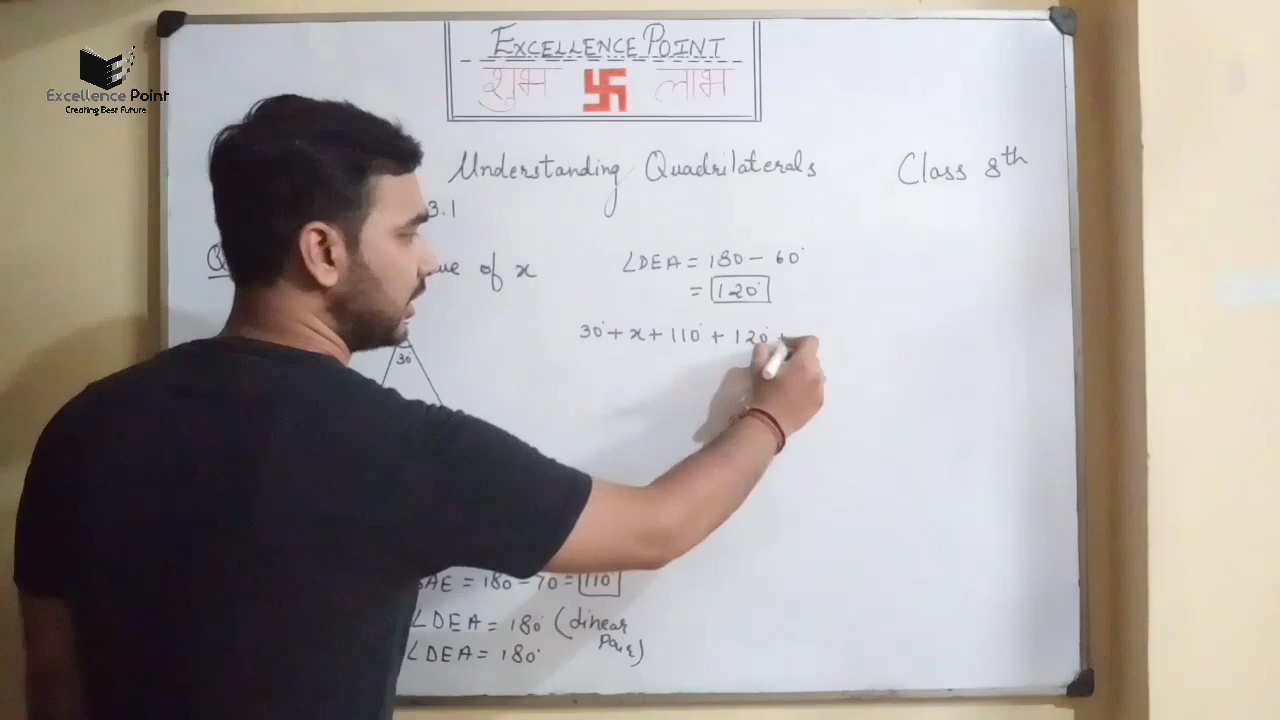 Excellence Point
Creating Best Future
EXCELLENCE POINT
शुभ 卐 लाभ
Understanding Quadrilaterals Class 8th
3.1
of x
30
∠DEA = 180 - 60°
= 120°
30° + x + 110° + 120° +
AE = 180 - 70 = 110
∠DEA = 180° (Linear
Pair)
∠DEA = 180°